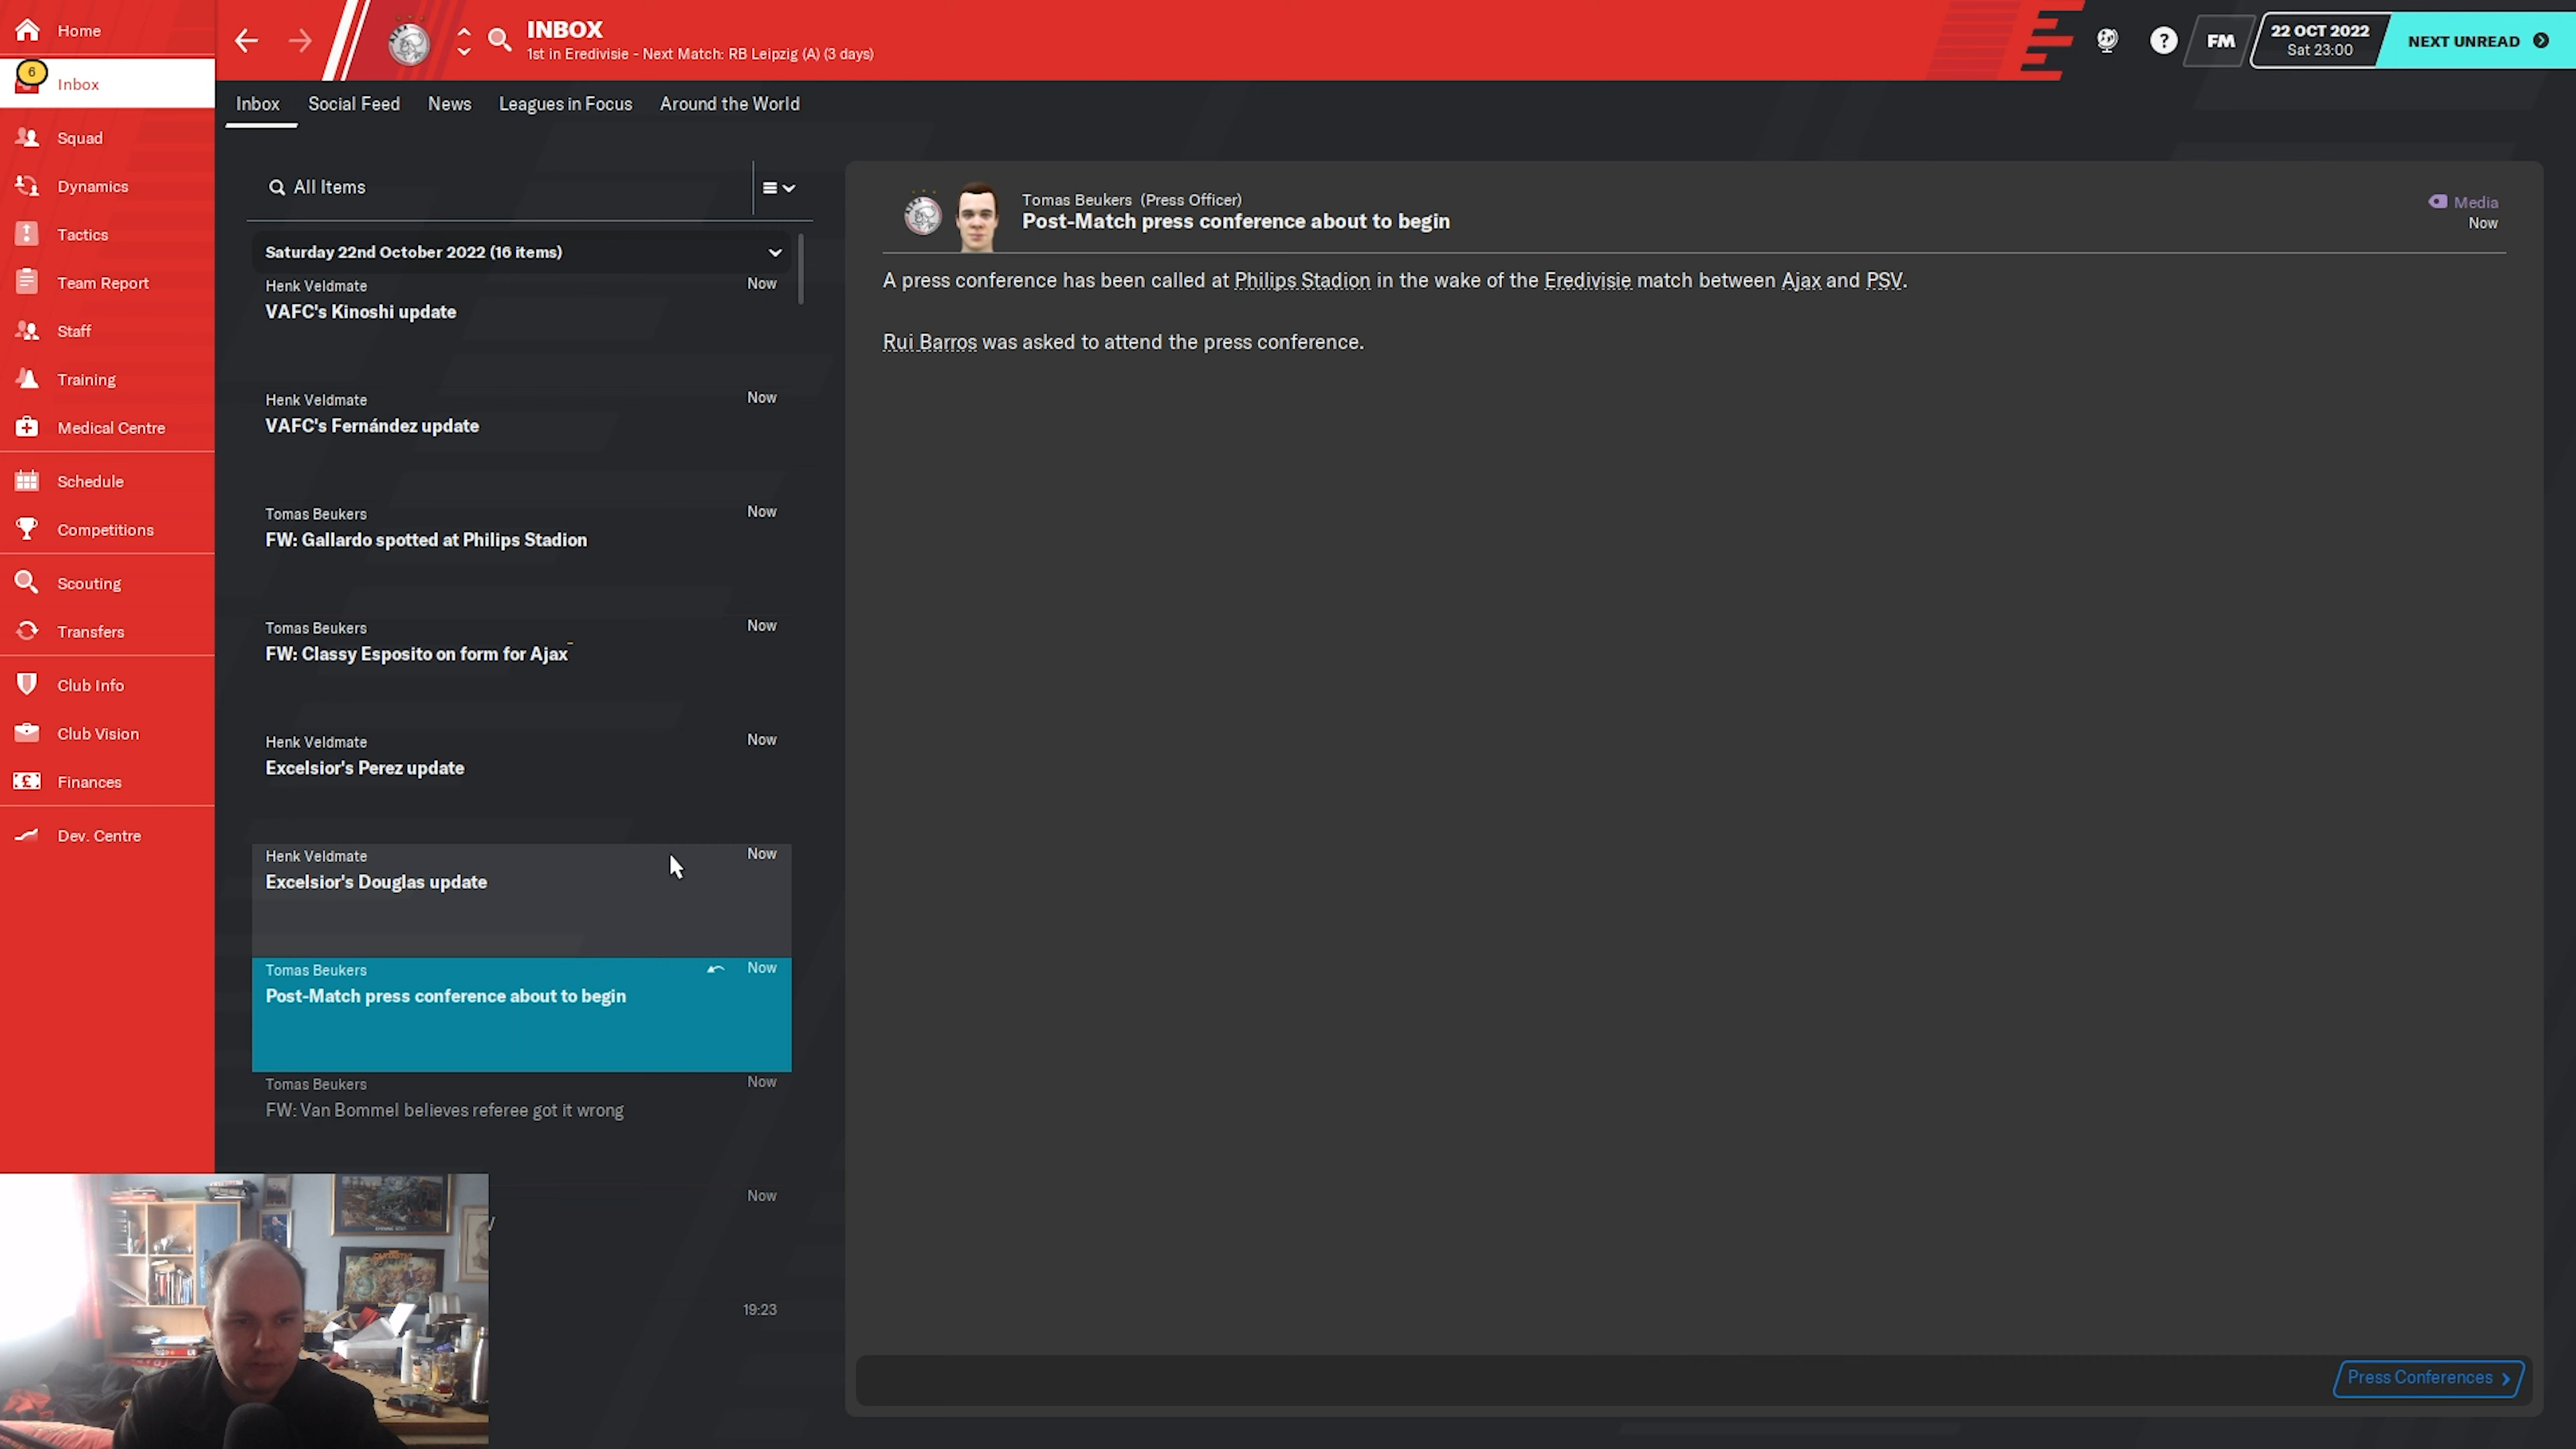 Home
6
Inbox
Squad
Dynamics
Tactics
Team Report
Staff
Training
Medical Centre
Schedule
Competitions
Scouting
Transfers
Club Info
Club Vision
Finances
Dev. Centre
INBOX
1st in Eredivisie - Next Match: RB Leipzig (A) (3 days)
?
FM
22 OCT 2022
Sat 23:00
NEXT UNREAD
Inbox Social Feed News Leagues in Focus Around the World
All Items
Saturday 22nd October 2022 (16 items)
Henk Veldmate Now
VAFC's Kinoshi update
Henk Veldmate Now
VAFC's Fernández update
Tomas Beukers Now
FW: Gallardo spotted at Philips Stadion
Tomas Beukers Now
FW: Classy Esposito on form for Ajax
Henk Veldmate Now
Excelsior's Perez update
Henk Veldmate Now
Excelsior's Douglas update
Tomas Beukers Now
Post-Match press conference about to begin
Tomas Beukers Now
FW: Van Bommel believes referee got it wrong
Now
19:23
Tomas Beukers (Press Officer)
Post-Match press conference about to begin
Media
Now
A press conference has been called at Philips Stadion in the wake of the Eredivisie match between Ajax and PSV.
Rui Barros was asked to attend the press conference.
Press Conferences